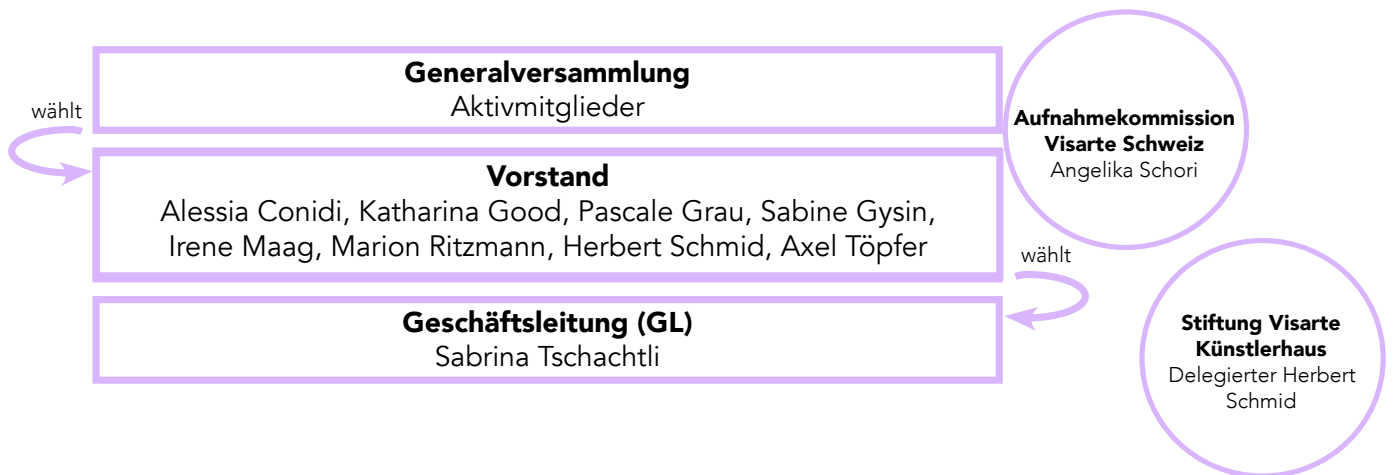 Generalversammlung
Aktivmitglieder
wählt
Vorstand
Alessia Conidi, Katharina Good, Pascale Grau, Sabine Gysin,
Irene Maag, Marion Ritzmann, Herbert Schmid, Axel Töpfer
wählt
Geschäftsleitung (GL)
Sabrina Tschachtli
Aufnahmekommission
Visarte Schweiz
Angelika Schori
Stiftung Visarte
Künstlerhaus
Delegierter Herbert
Schmid